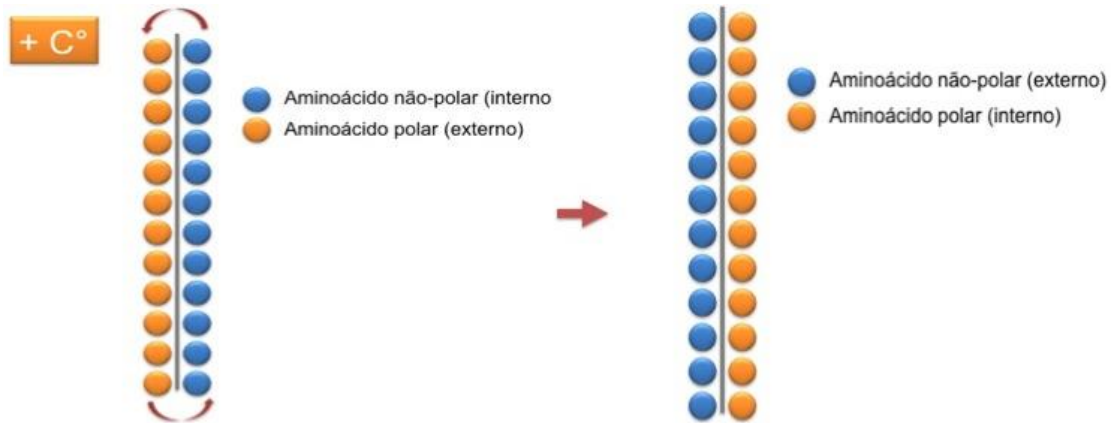 + C°
Aminoácido não-polar (interno
Aminoácido polar (externo)
Aminoácido não-polar (externo)
Aminoácido polar (interno)